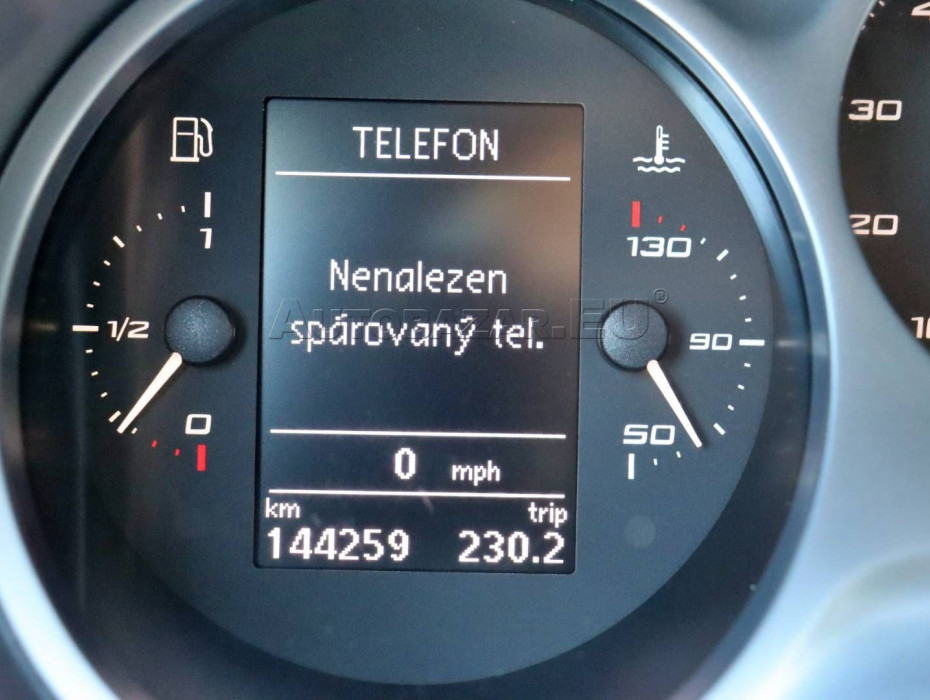 TELEFON
1
130
30
Nenalezen
20
AUTOBAZAR.EU®
spárovaný tel.
1/2
90
0
50
0 mph
km trip
144259 230.2